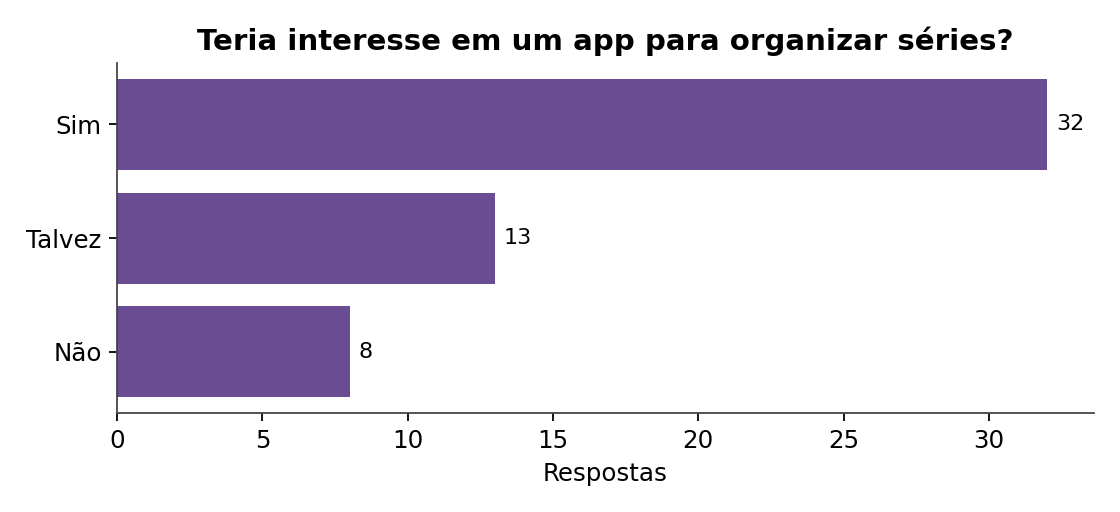 Teria interesse em um app para organizar séries?
Sim
32
Talvez
13
Não
8
0 5 10 15 20 25 30
Respostas